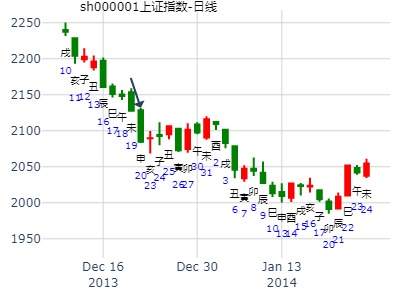 sh000001上证指数-日线
2250
2200
2150
2100
2050
2000
1950
戌
10
亥
11
子
12
丑
13
辰
16
巳
17
午
18
未
19
申
20
亥
23
子
24
丑
25
寅
26
卯
27
午
30
未
31
酉
2
戌
3
丑
6
寅
7
卯
8
辰
9
巳
10
申
13
酉
14
戌
15
亥
16
子
17
卯
20
辰
21
巳
22
午
23
未
24
Dec 16
2013
Dec 30
Jan 13
2014